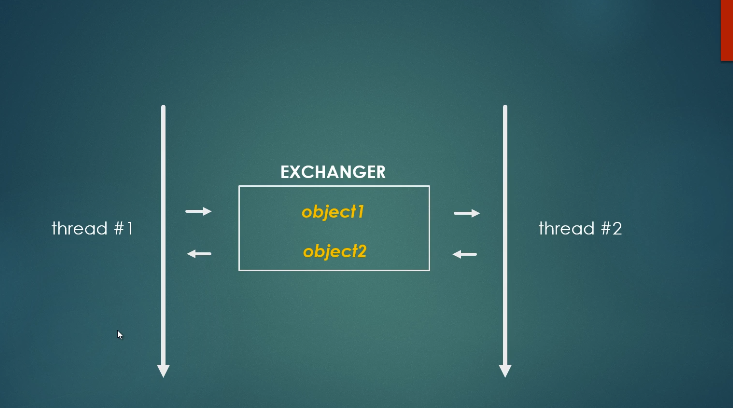 EXCHANGER
object1
thread #1
thread #2
object2